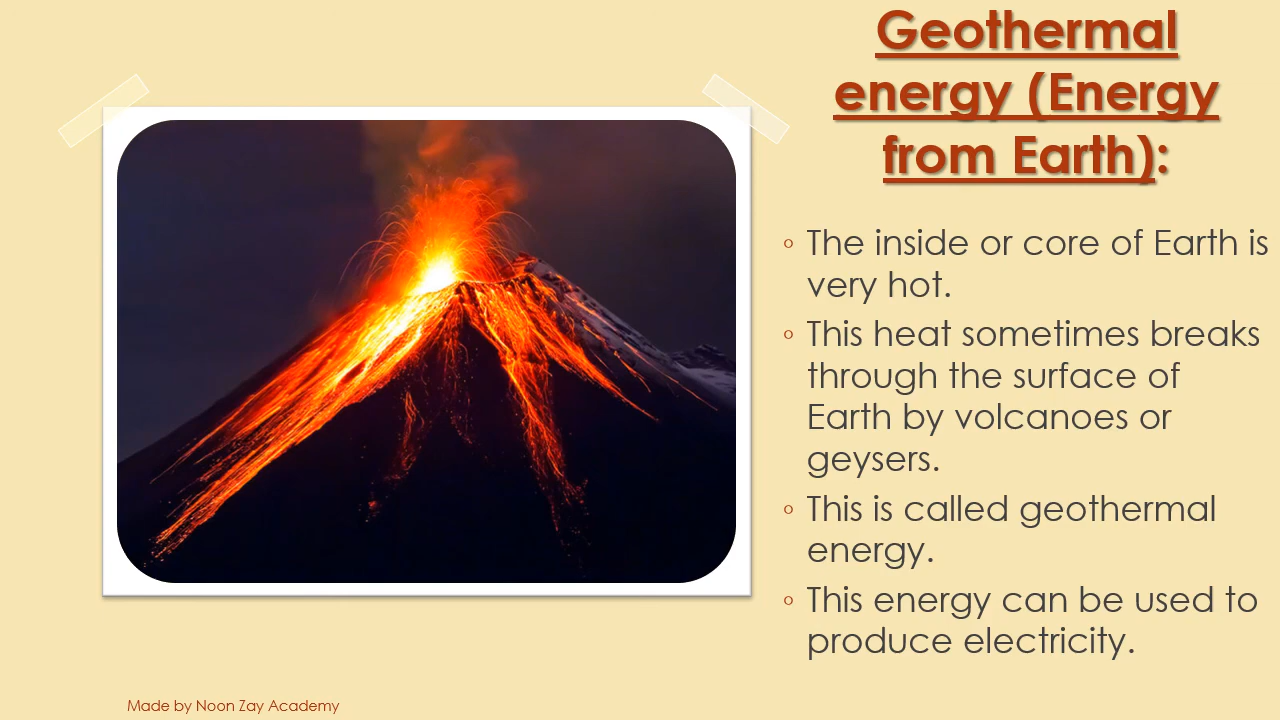 Geothermal
energy (Energy
from Earth):
◦ The inside or core of Earth is
very hot.
◦ This heat sometimes breaks
through the surface of
Earth by volcanoes or
geysers.
◦ This is called geothermal
energy.
◦ This energy can be used to
produce electricity.
Made by Noon Zay Academy